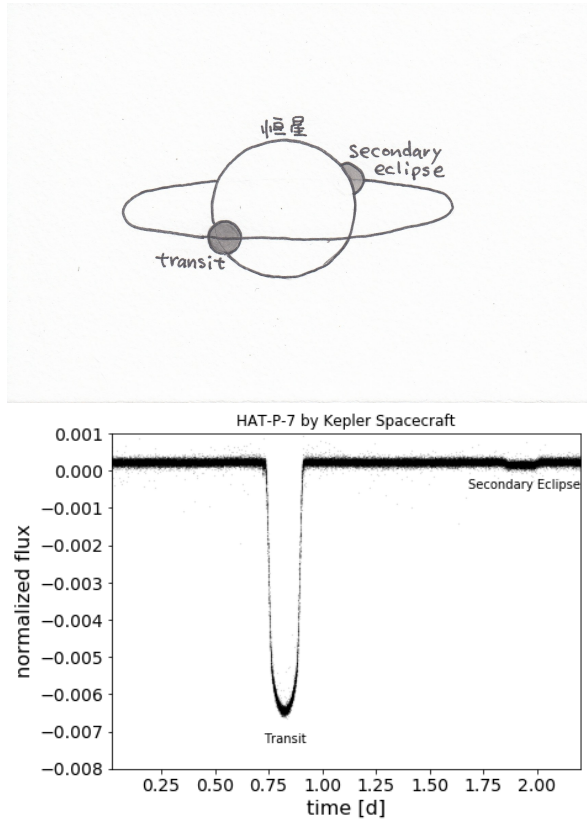 恒星
secondary
eclipse
transit
HAT-P-7 by Kepler Spacecraft
0.001
0.000
−0.001
−0.002
−0.003
−0.004
−0.005
−0.006
−0.007
−0.008
normalized flux
Secondary Eclipse
Transit
0.25 0.50 0.75 1.00 1.25 1.50 1.75 2.00
time [d]